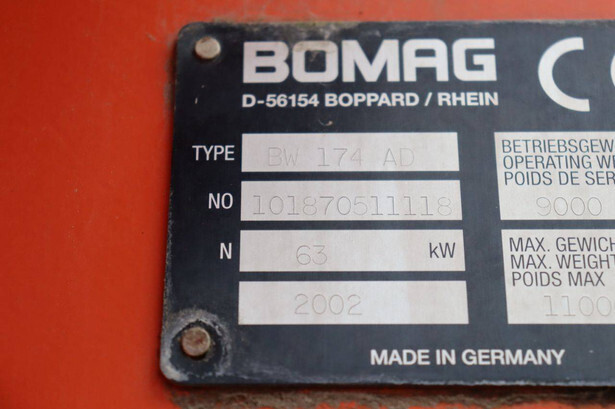 BOMAG
D-56154 BOPPARD / RHEIN
TYPE BW 174 AD
NO 101870511118
N 63 kW
2002
BETRIEBSGEW
OPERATING WE
POIDS DE SER
9000
MAX. GEWICH
MAX. WEIGHT
POIDS MAX
1100
MADE IN GERMANY